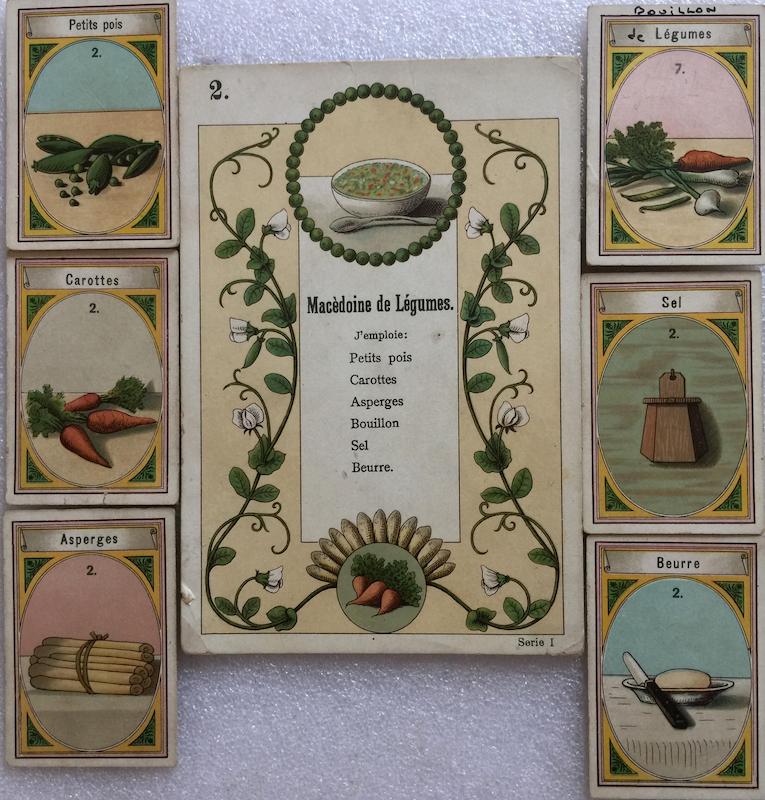 Petits pois
2.
Carottes
2.
Asperges
2.
2.
Macèdoine de Légumes.
J'emploie:
Petits pois
Carottes
Asperges
Bouillon
Sel
Beurre.
Serie I
BOUILLON
de Légumes
7.
Sel
2.
Beurre
2.